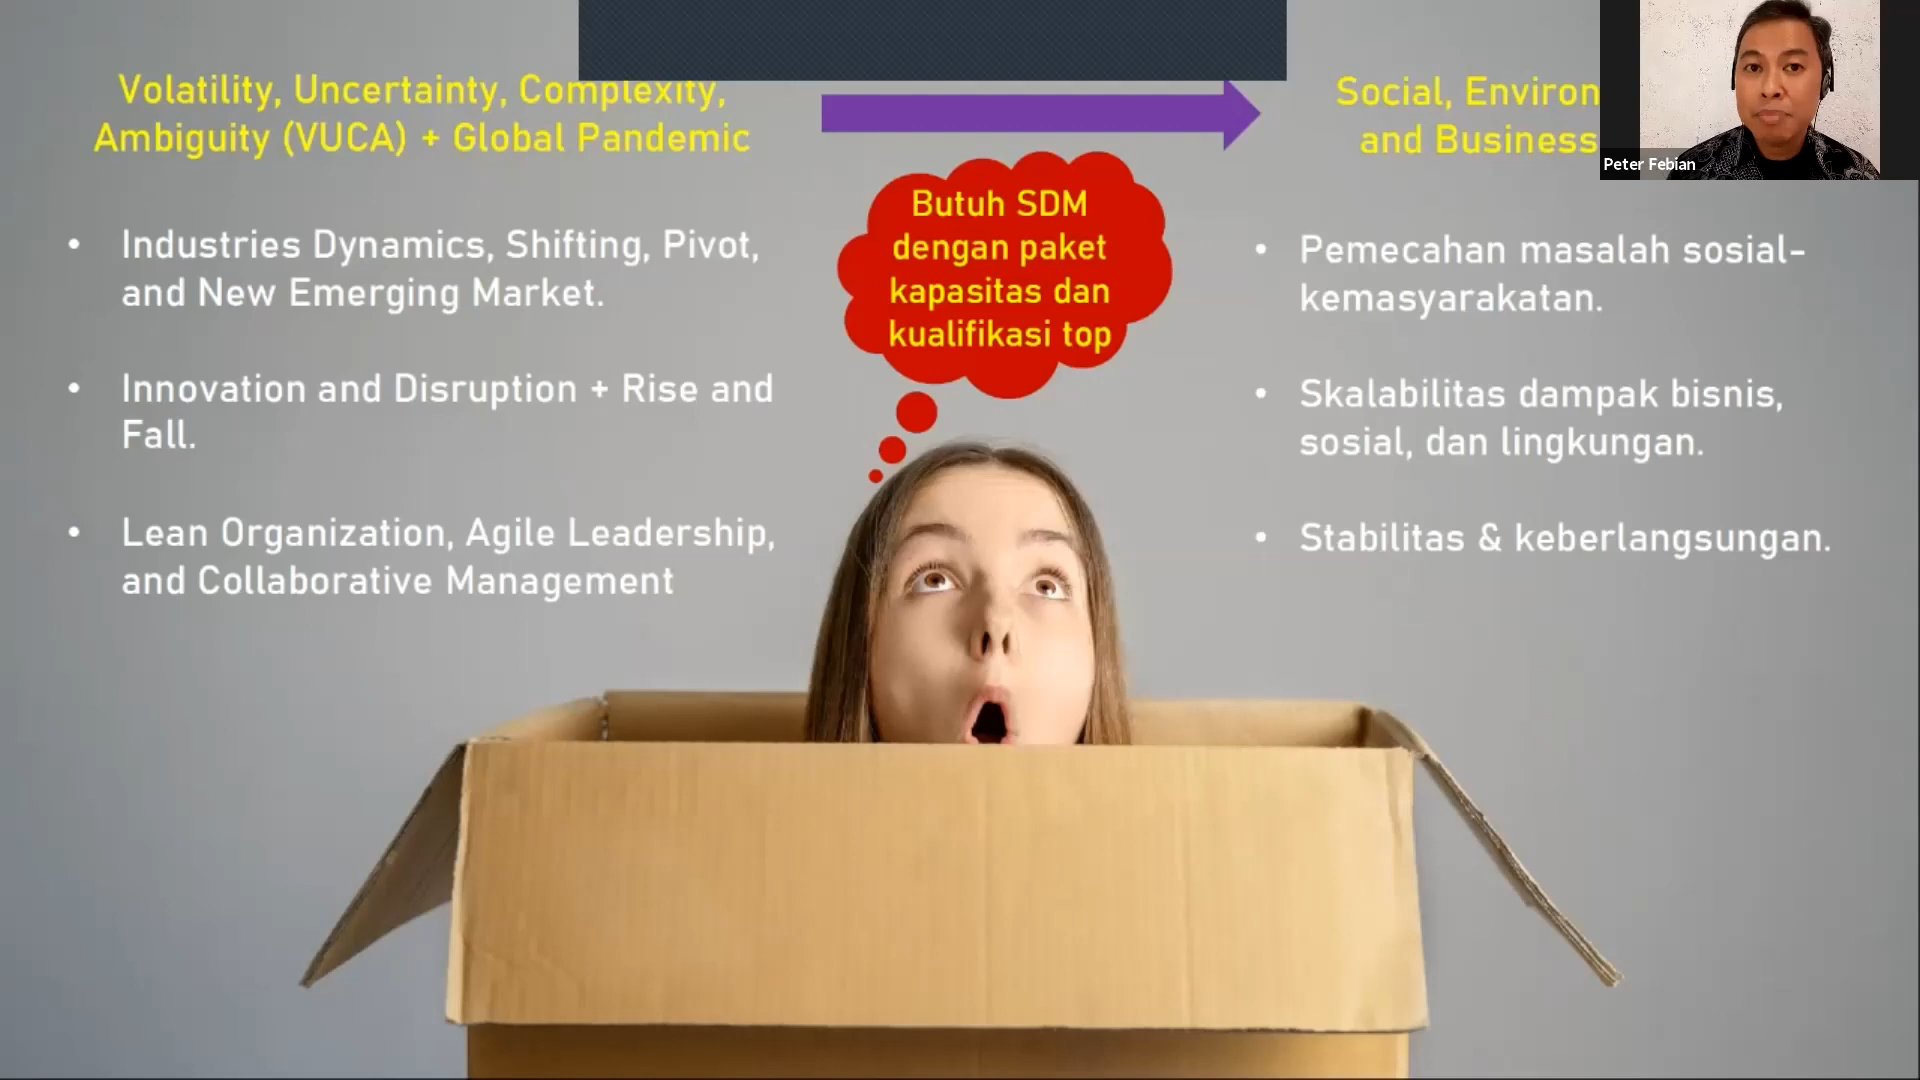 Volatility, Uncertainty, Complexity,
Ambiguity (VUCA) + Global Pandemic
• Industries Dynamics, Shifting, Pivot,
and New Emerging Market.
• Innovation and Disruption + Rise and
Fall.
• Lean Organization, Agile Leadership,
and Collaborative Management
Butuh SDM
dengan paket
kapasitas dan
kualifikasi top
Social, Environ
and Business
• Pemecahan masalah sosial-
kemasyarakatan.
• Skalabilitas dampak bisnis,
sosial, dan lingkungan.
• Stabilitas & keberlangsungan.
Peter Febian